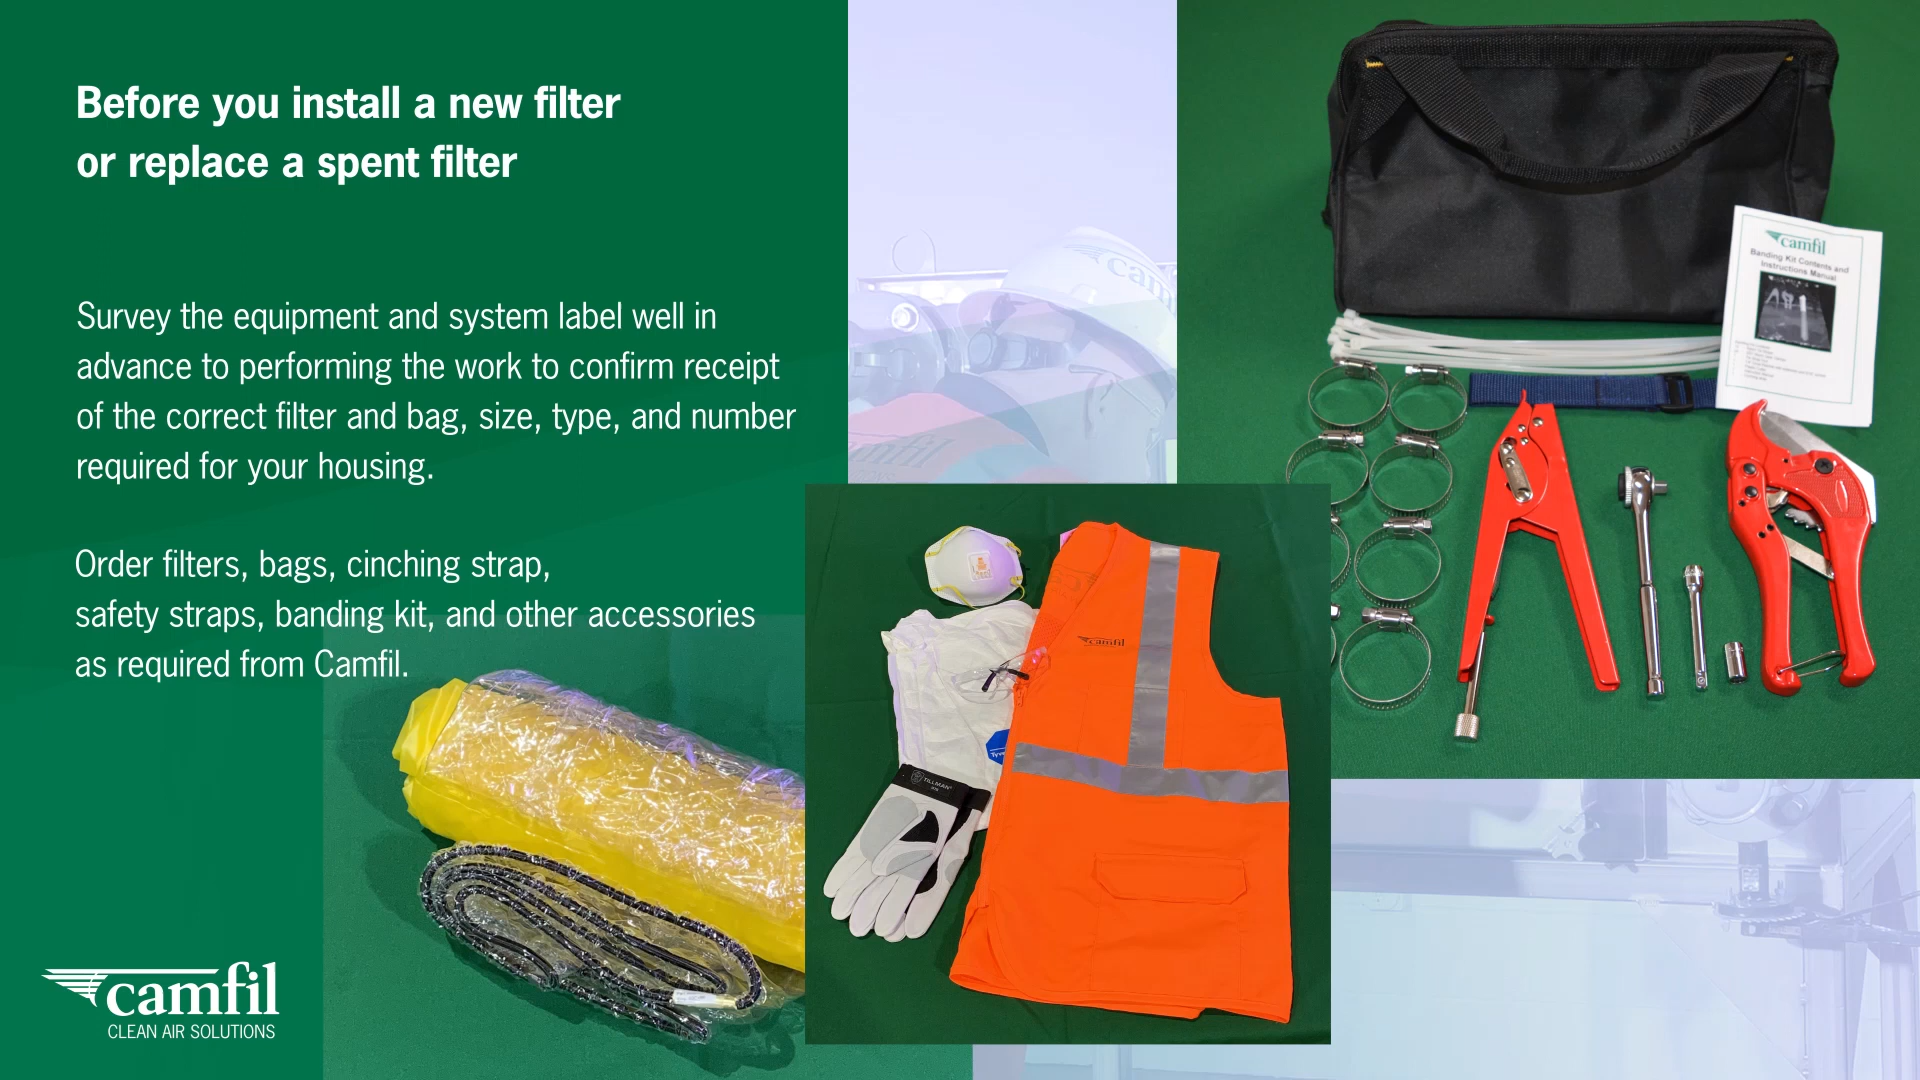 Before you install a new filter
or replace a spent filter
Survey the equipment and system label well in
advance to performing the work to confirm receipt
of the correct filter and bag, size, type, and number
required for your housing.
Order filters, bags, cinching strap,
safety straps, banding kit, and other accessories
as required from Camfil.
camfil
CLEAN AIR SOLUTIONS
camfil
Banding Kit Contents and
Instructions Manual
cam
camfil
camfil
TILLMAN